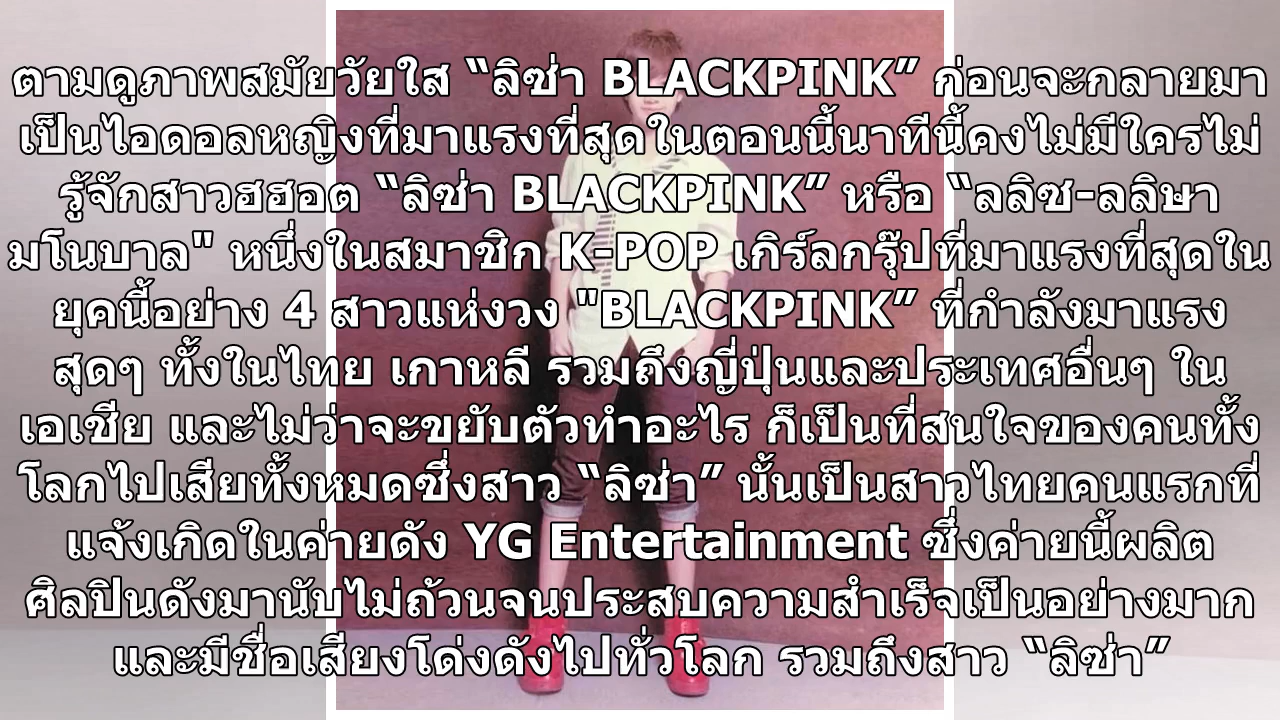 ตามดูภาพสมัยวัยใส “ลิซ่า BLACKPINK” ก่อนจะกลายมา
เป็นไอดอลหญิงที่มาแรงที่สุดในตอนนี้นาทีนี้คงไม่มีใครไม่
รู้จักสาวฮฮอต “ลิซ่า BLACKPINK” หรือ “ลลิซ-ลลิษา
มโนบาล" หนึ่งในสมาชิก K-POP เกิร์ลกรุ๊ปที่มาแรงที่สุดใน
ยุคนี้อย่าง 4 สาวแห่งวง "BLACKPINK” ที่กำลังมาแรง
สุดๆ ทั้งในไทย เกาหลี รวมถึงญี่ปุ่นและประเทศอื่นๆ ใน
เอเชีย และไม่ว่าจะขยับตัวทำอะไร ก็เป็นที่สนใจของคนทั้ง
โลกไปเสียทั้งหมดซึ่งสาว “ลิซ่า” นั้นเป็นสาวไทยคนแรกที่
แจ้งเกิดในค่ายดัง YG Entertainment ซึ่งค่ายนี้ผลิต
ศิลปินดังมานับไม่ถ้วนจนประสบความสำเร็จเป็นอย่างมาก
และมีชื่อเสียงโด่งดังไปทั่วโลก รวมถึงสาว “ลิซ่า”